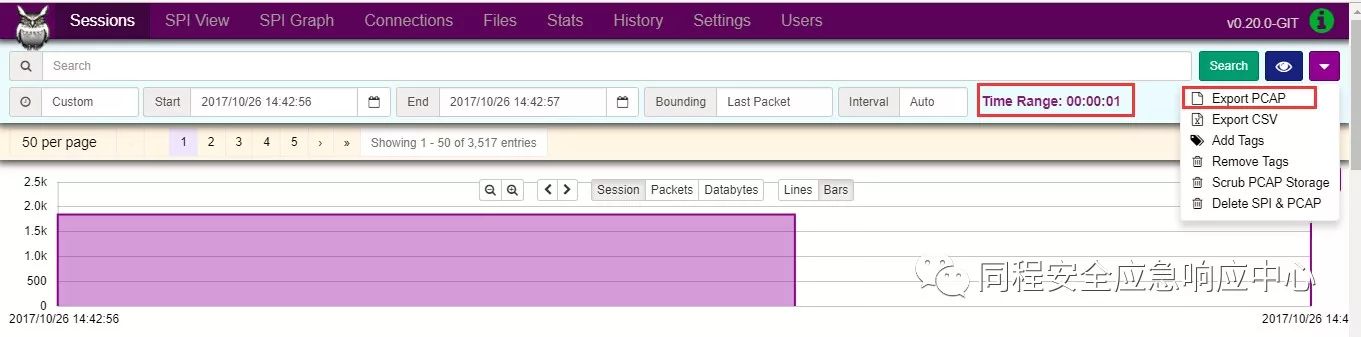 Sessions SPI View SPI Graph Connections Files Stats History Settings Users v0.20.0-GIT
Search Search
Custom Start 2017/10/26 14:42:56 End 2017/10/26 14:42:57 Bounding Last Packet Interval Auto Time Range: 00:00:01
Export PCAP
Export CSV
Add Tags
Remove Tags
Scrub PCAP Storage
Delete SPI & PCAP
50 per page 1 2 3 4 5 › » Showing 1 - 50 of 3,517 entries
Session Packets Databytes Lines Bars
2.5k
2.0k
1.5k
1.0k
500
0
2017/10/26 14:42:56 2017/10/26 14:4
同程安全应急响应中心